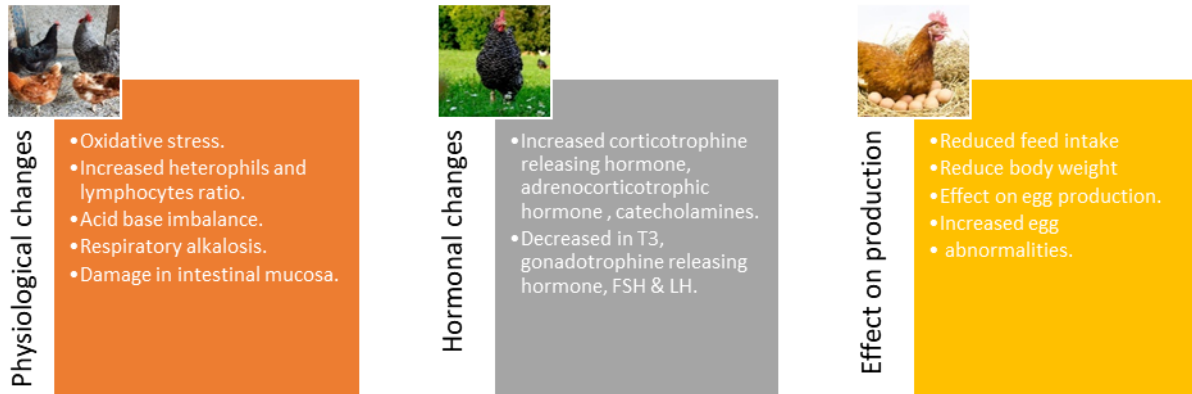 Physiological changes
•Oxidative stress.
•Increased heterophils and
lymphocytes ratio.
•Acid base imbalance.
•Respiratory alkalosis.
•Damage in intestinal mucosa.
Hormonal changes
•Increased corticotrophine
releasing hormone,
adrenocorticotrophic
hormone , catecholamines.
•Decreased in T3,
gonadotrophine releasing
hormone, FSH & LH.
Effect on production
•Reduced feed intake
•Reduce body weight
•Effect on egg production.
•Increased egg
• abnormalities.